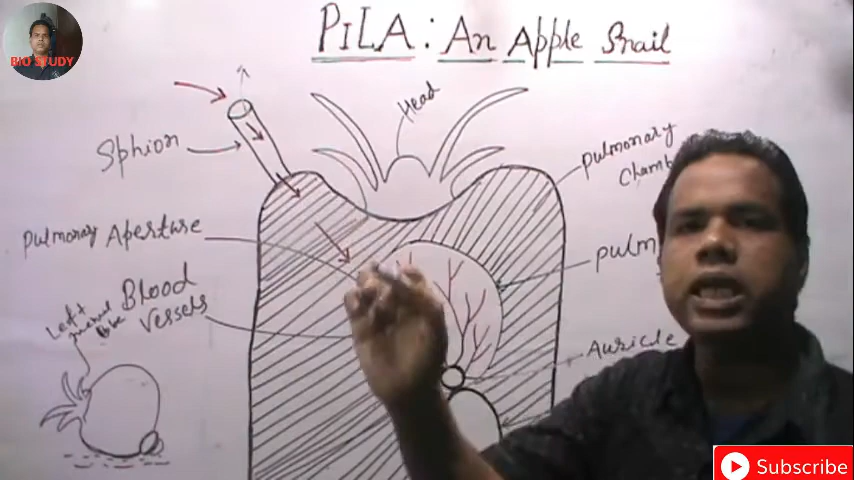 PILA : An Apple Snail
BIO STUDY
Head
Sphion
pulmonary
Chamb
pulmonary Aperture
pulm
Left
Blood
Vessels
Auricle
Subscribe